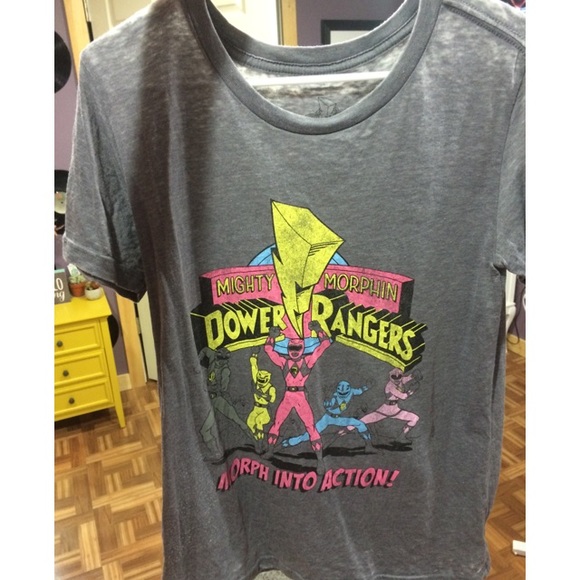 MIGHTY MORPHIN
POWER RANGERS
MORPH INTO ACTION!